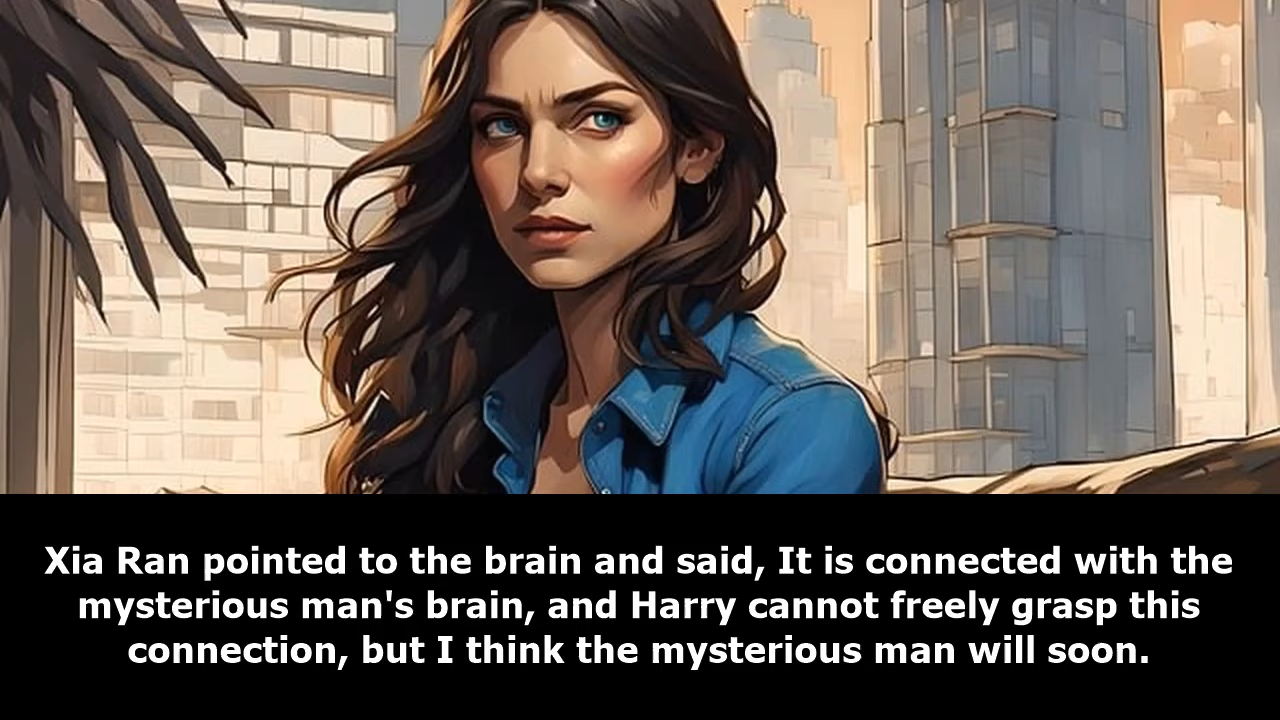 Xia Ran pointed to the brain and said, It is connected with the
mysterious man's brain, and Harry cannot freely grasp this
connection, but I think the mysterious man will soon.